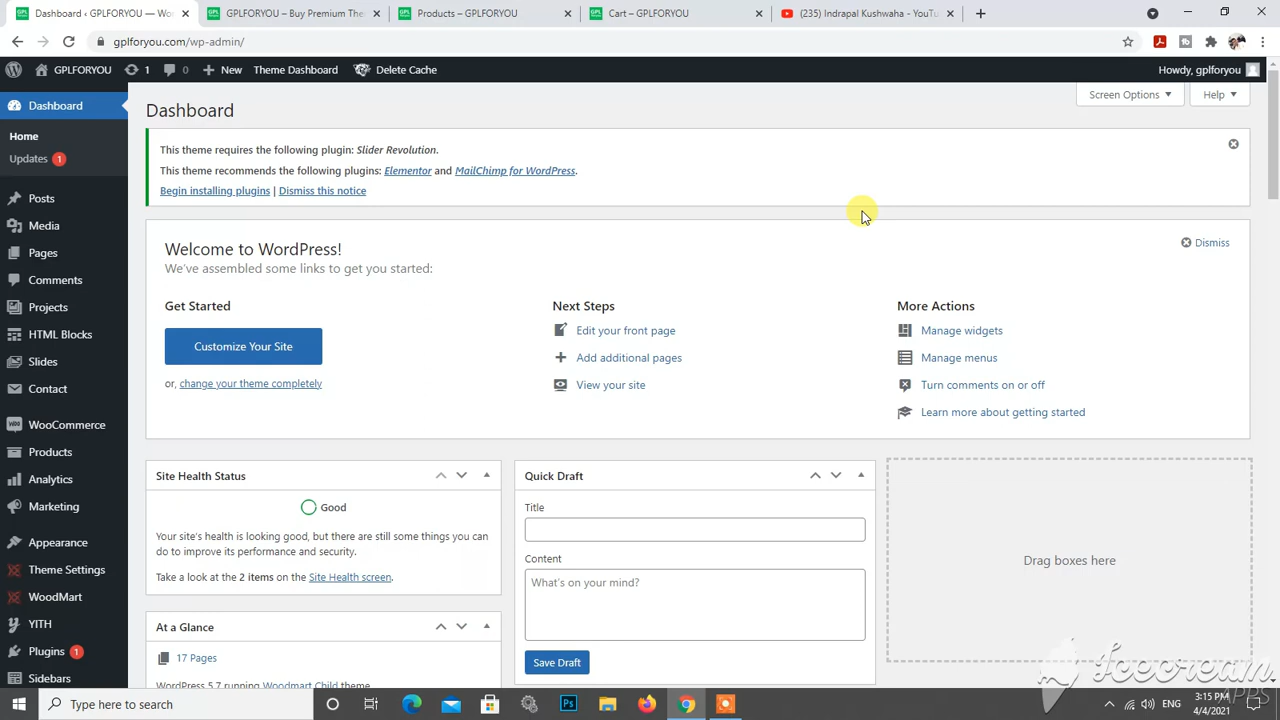 Dashboard ‹ GPLFORYOU — Wo
GPLFORYOU – Buy Premium The
Products – GPLFORYOU
Cart – GPLFORYOU
(235) Indrapal Kushwaha - YouTu
gplforyou.com/wp-admin/
GPLFORYOU
1
0
New
Theme Dashboard
Delete Cache
Howdy, gplforyou
Dashboard
Home
Updates 1
Posts
Media
Pages
Comments
Projects
HTML Blocks
Slides
Contact
WooCommerce
Products
Analytics
Marketing
Appearance
Theme Settings
WoodMart
YITH
Plugins 1
Sidebars
Screen Options
Help
Dashboard
This theme requires the following plugin: Slider Revolution.
This theme recommends the following plugins: Elementor and MailChimp for WordPress.
Begin installing plugins | Dismiss this notice
Welcome to WordPress!
We've assembled some links to get you started:
Dismiss
Get Started
Customize Your Site
or, change your theme completely
Next Steps
Edit your front page
Add additional pages
View your site
More Actions
Manage widgets
Manage menus
Turn comments on or off
Learn more about getting started
Site Health Status
Good
Your site's health is looking good, but there are still some things you can
do to improve its performance and security.
Take a look at the 2 items on the Site Health screen.
At a Glance
17 Pages
WordPress 5.7 running Woodmart Child theme
Quick Draft
Title
Content
What's on your mind?
Save Draft
Drag boxes here
Icecream
APPS
Type here to search
ENG
3:15 PM
4/4/2021